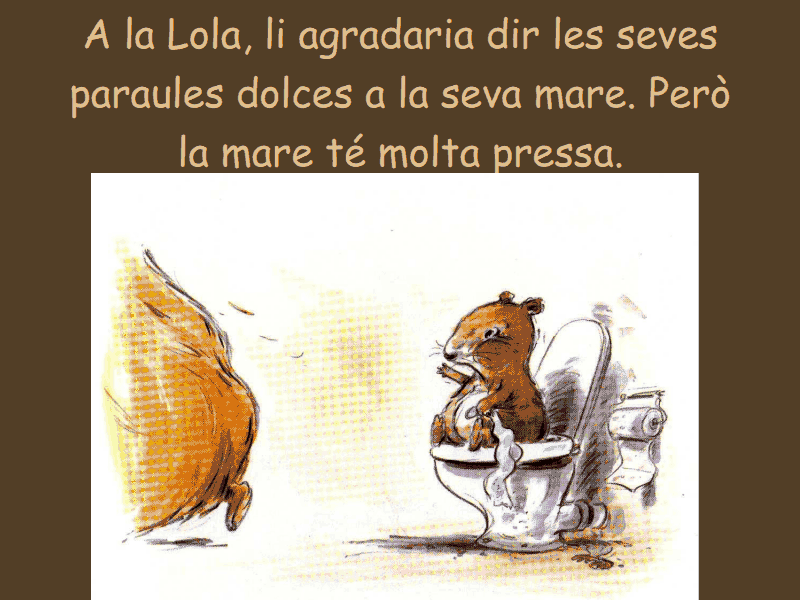 A la Lola, li agradaria dir les seves
paraules dolces a la seva mare. Però
la mare té molta pressa.